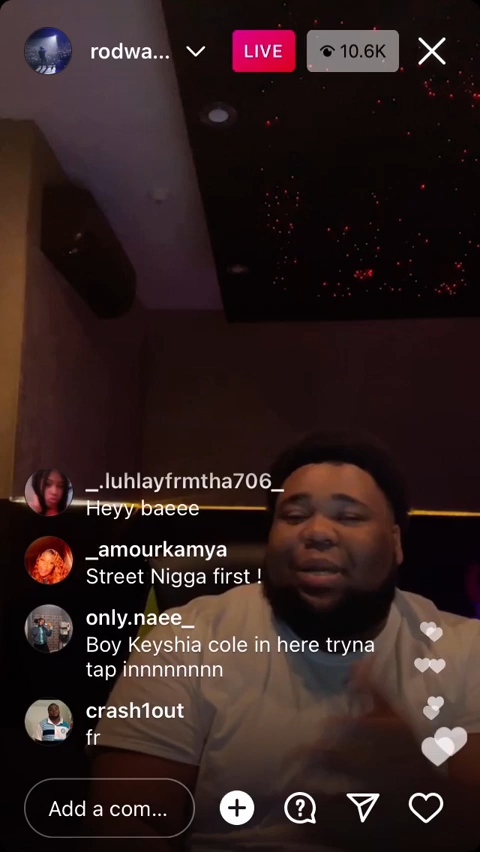 rodwa...
LIVE
10.6K
_.luhlayfrmtha706_
Heyy baeee
_amourkamya
Street Nigga first !
only.naee_
Boy Keyshia cole in here tryna
tap innnnnnnn
crash1out
fr
Add a com...